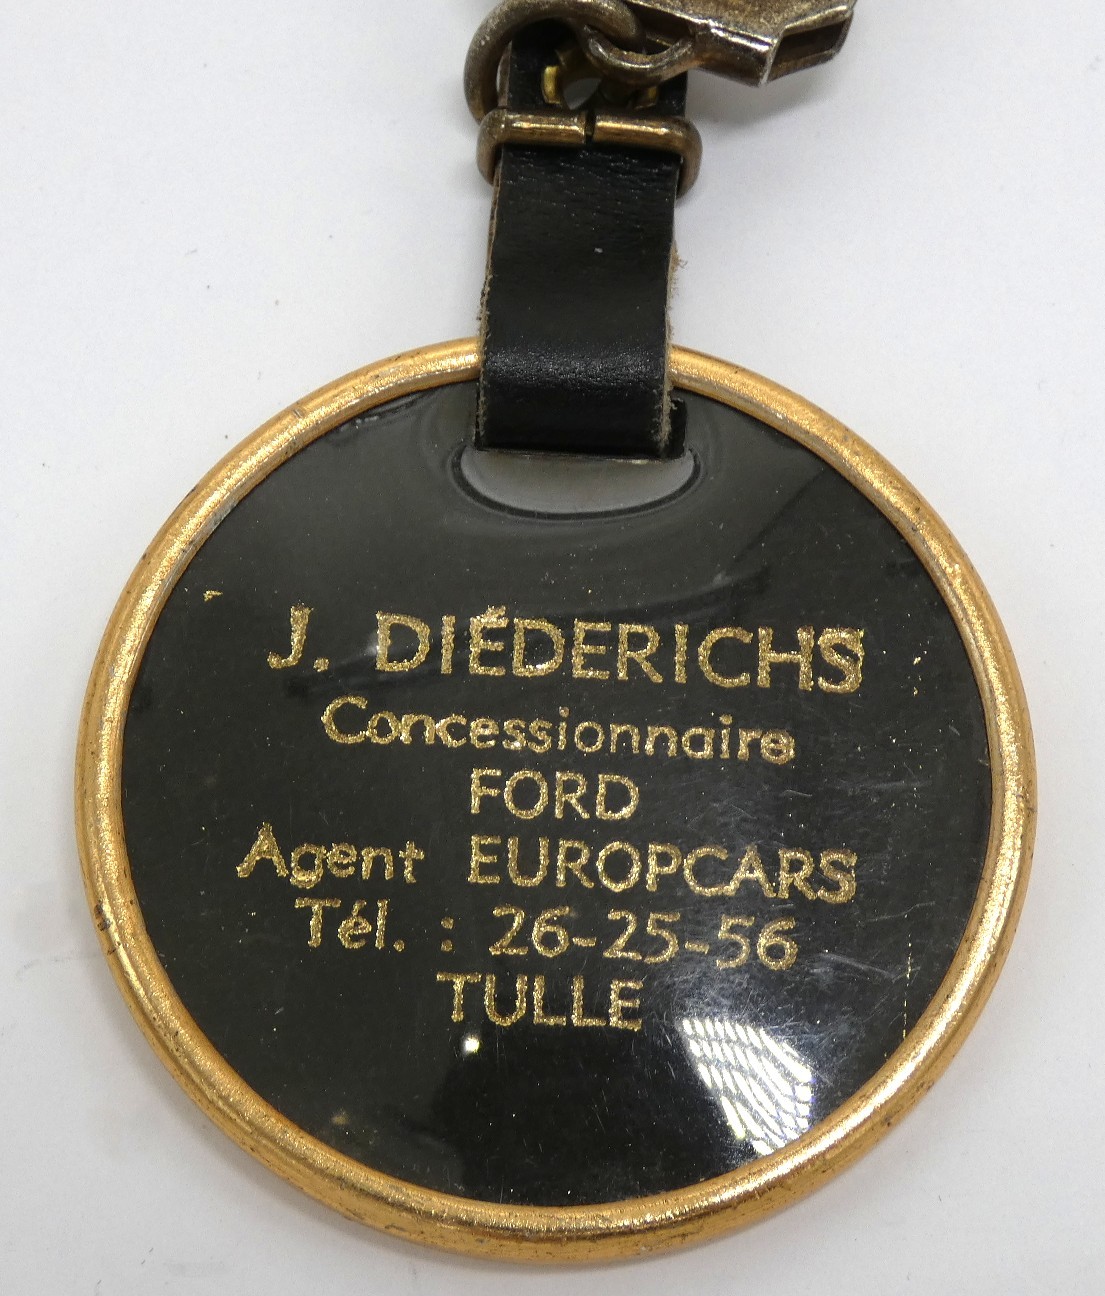 J. DIÉDERICHS
Concessionnaire
FORD
Agent EUROPCARS
Tél. : 26-25-56
TULLE